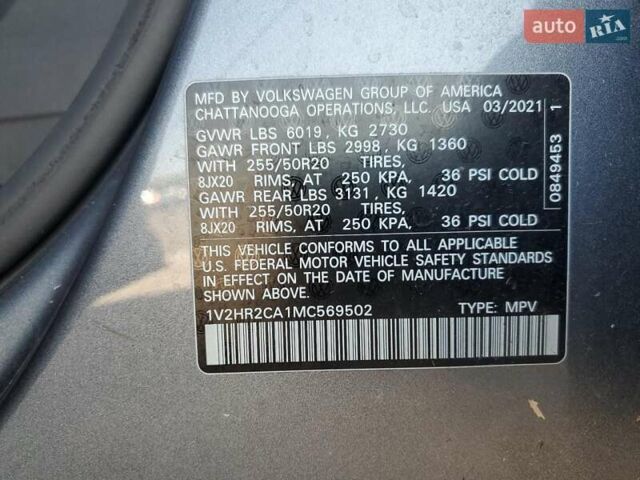 auto RIA .com
MFD BY VOLKSWAGEN GROUP OF AMERICA
CHATTANOOGA OPERATIONS, LLC. USA 03/2021
GVWR LBS 6019, KG 2730
GAWR FRONT LBS 2998, KG 1360
WITH 255/50R20 TIRES,
8JX20 RIMS, AT 250 KPA, 36 PSI COLD
GAWR REAR LBS 3131, KG 1420
WITH 255/50R20 TIRES,
8JX20 RIMS, AT 250 KPA, 36 PSI COLD
THIS VEHICLE CONFORMS TO ALL APPLICABLE
U.S. FEDERAL MOTOR VEHICLE SAFETY STANDARDS
IN EFFECT ON THE DATE OF MANUFACTURE
SHOWN ABOVE.
1V2HR2CA1MC569502 TYPE: MPV
0849453 1